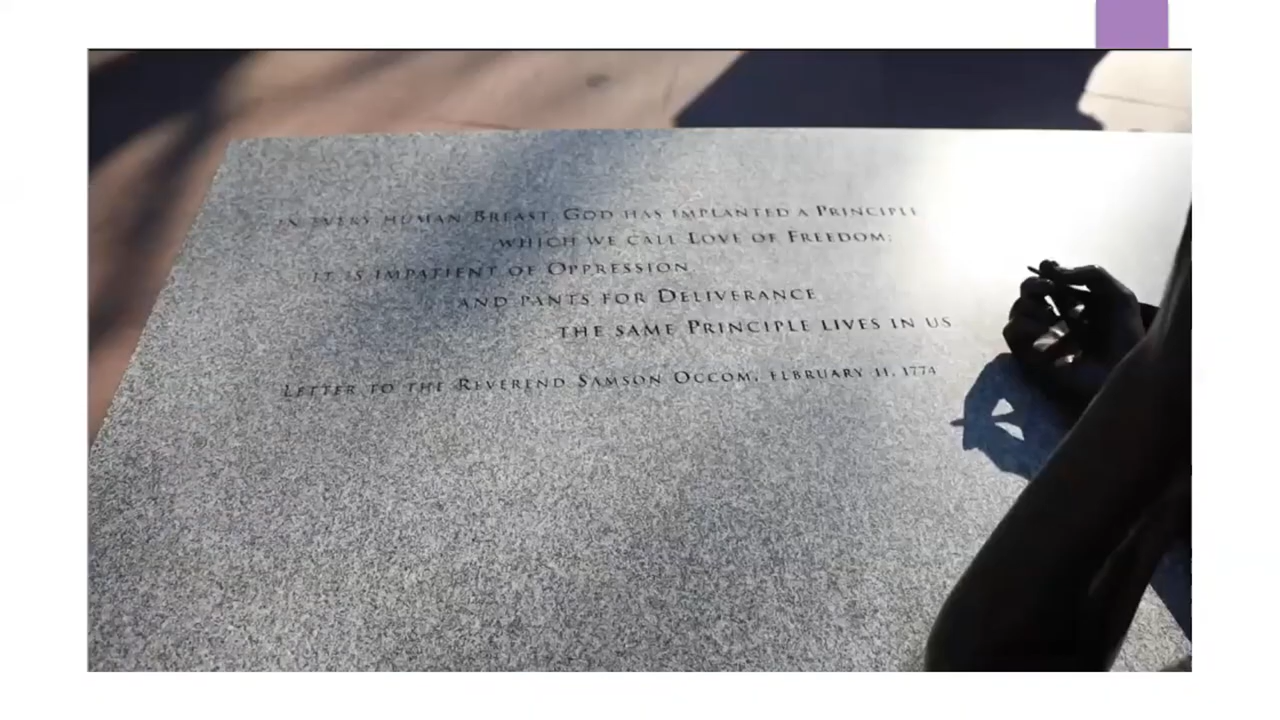 IN EVERY HUMAN BREAST, GOD HAS IMPLANTED A PRINCIPLE
WHICH WE CALL LOVE OF FREEDOM;
IT IS IMPATIENT OF OPPRESSION
AND PANTS FOR DELIVERANCE
THE SAME PRINCIPLE LIVES IN US
LETTER TO THE REVEREND SAMSON OCCOM, FEBRUARY 11, 1774